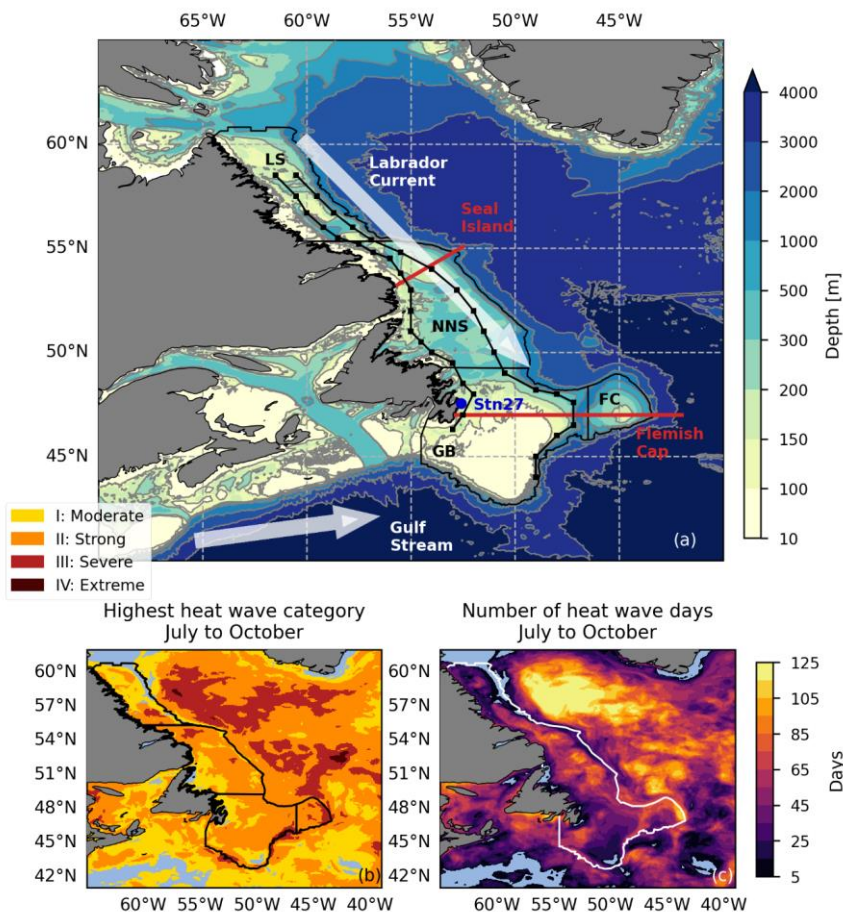 65°W 60°W 55°W 50°W 45°W
60°N
55°N
50°N
45°N
LS
Labrador
Current
Seal
Island
NNS
Stn27
FC
Flemish
Cap
GB
Gulf
Stream
(a)
4000
3000
2000
1000
500
300
200
150
100
10
Depth [m]
I: Moderate
II: Strong
III: Severe
IV: Extreme
Highest heat wave category
July to October
60°N
57°N
54°N
51°N
48°N
45°N
42°N
(b)
60°W 55°W 50°W 45°W 40°W
Number of heat wave days
July to October
60°N
57°N
54°N
51°N
48°N
45°N
42°N
(c)
60°W 55°W 50°W 45°W 40°W
125
105
85
65
45
25
5
Days